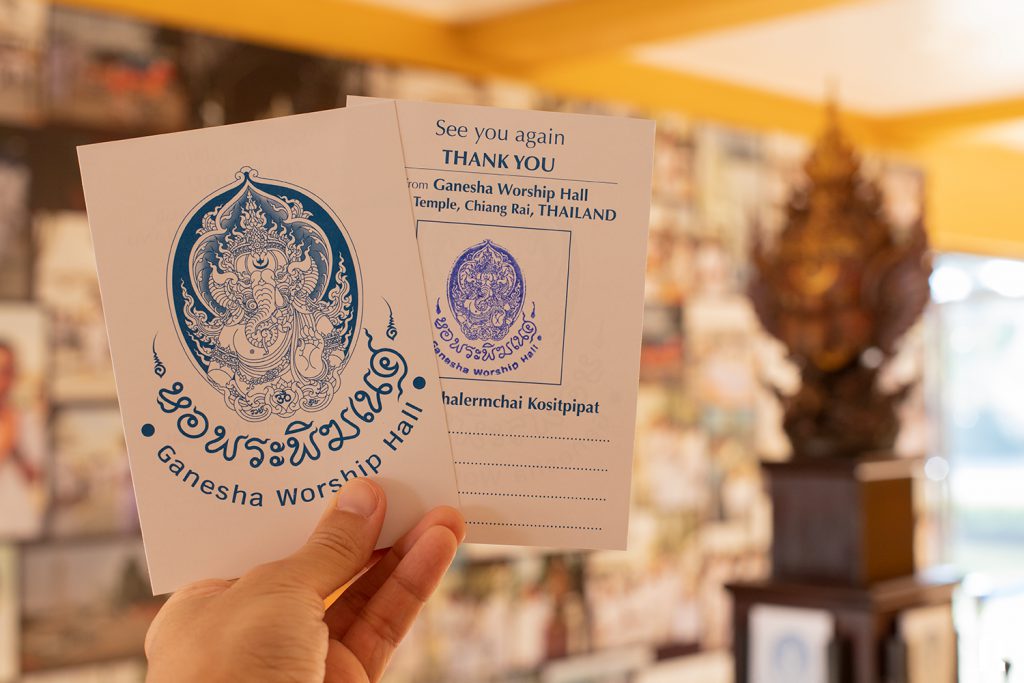 หอพระพิฆเนศ
Ganesha Worship Hall
See you again
THANK YOU
from Ganesha Worship Hall
Temple, Chiang Rai, THAILAND
หอพระพิฆเนศ
Ganesha Worship Hall
halermchai Kositpipat